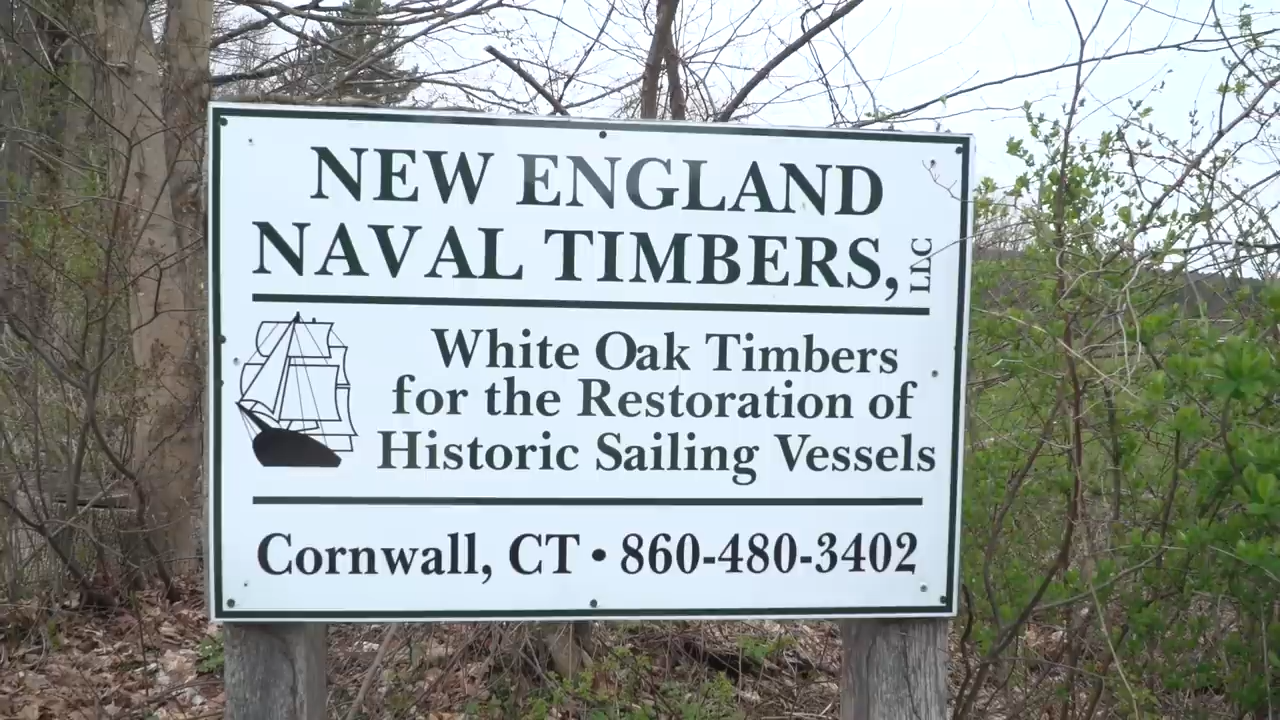 NEW ENGLAND
NAVAL TIMBERS, LLC
White Oak Timbers
for the Restoration of
Historic Sailing Vessels
Cornwall, CT • 860-480-3402